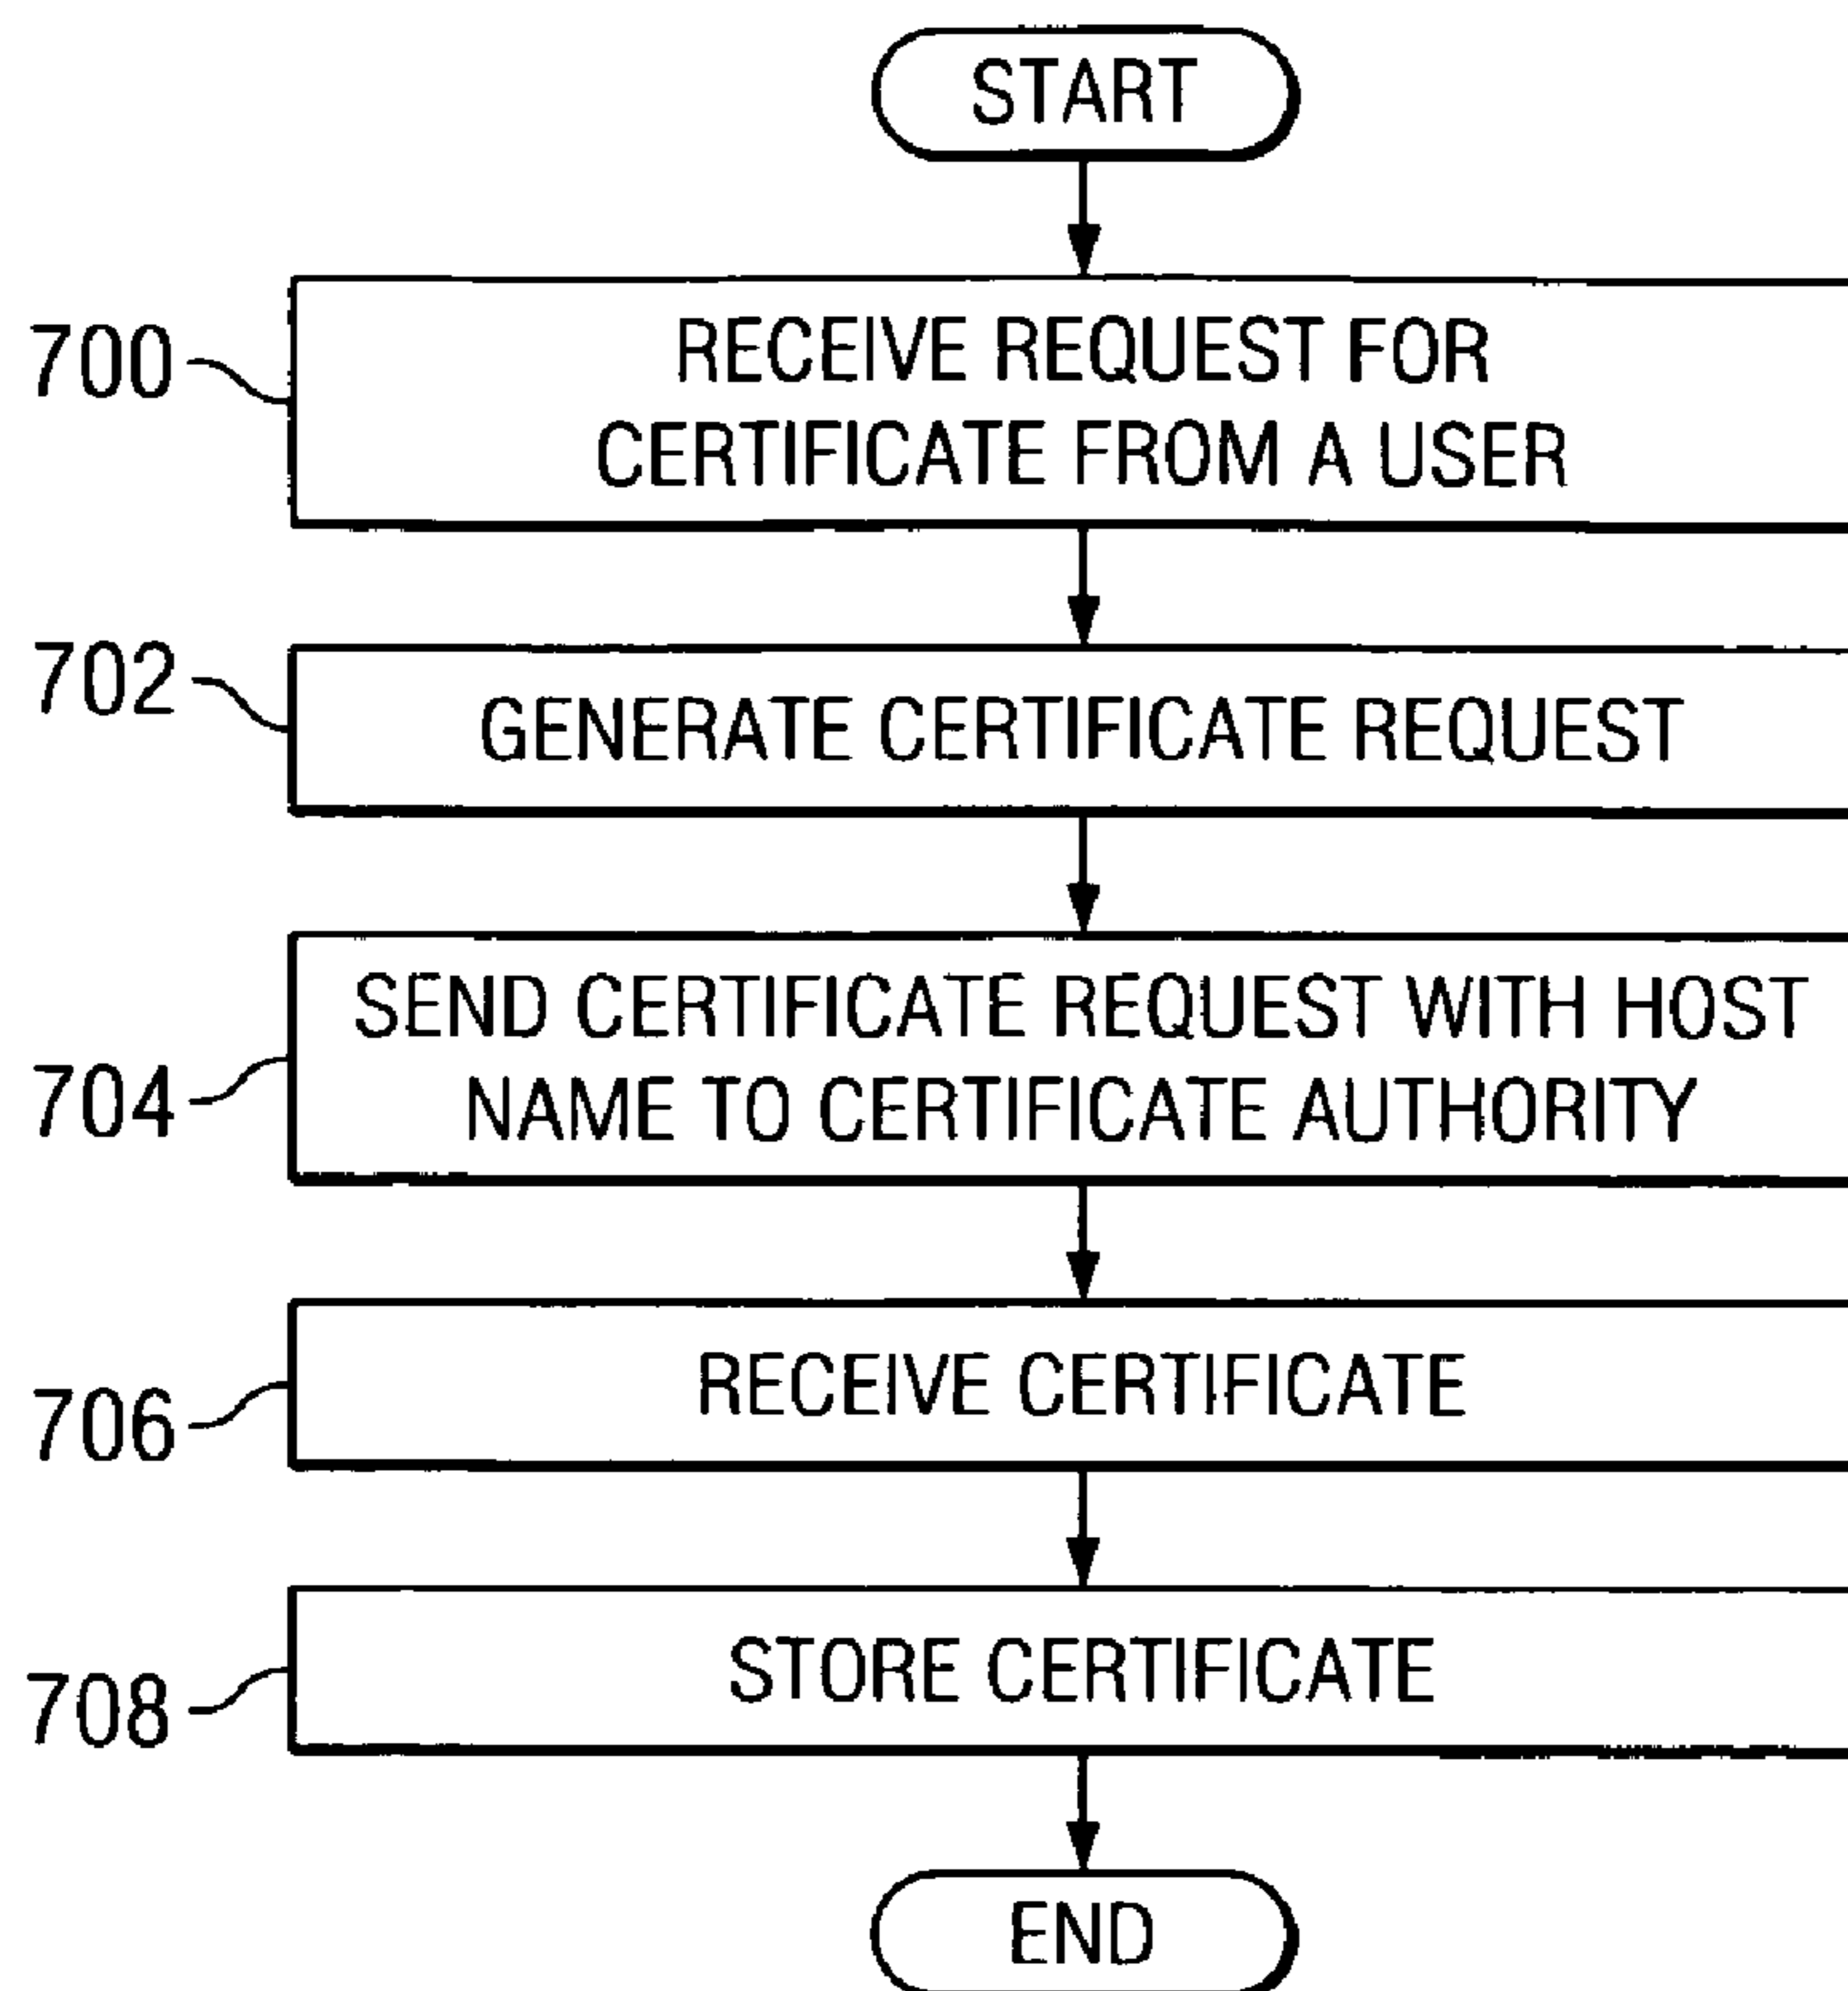 START
700
RECEIVE REQUEST FOR
CERTIFICATE FROM A USER
702
GENERATE CERTIFICATE REQUEST
704
SEND CERTIFICATE REQUEST WITH HOST
NAME TO CERTIFICATE AUTHORITY
706
RECEIVE CERTIFICATE
708
STORE CERTIFICATE
END